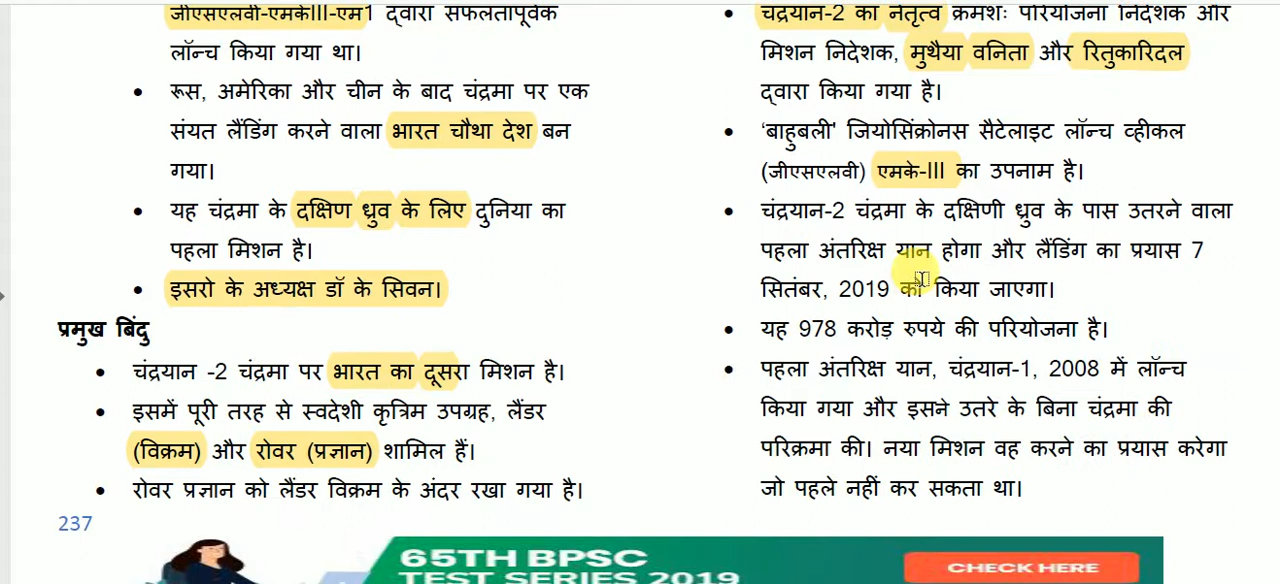 जीएसएलवी-एमकेIII-एम1 द्वारा सफलतापूर्वक
लॉन्च किया गया था।
रूस, अमेरिका और चीन के बाद चंद्रमा पर एक
संयत लैंडिंग करने वाला भारत चौथा देश बन
गया।
यह चंद्रमा के दक्षिण ध्रुव के लिए दुनिया का
पहला मिशन है।
इसरो के अध्यक्ष डॉ के सिवन।
प्रमुख बिंदु
चंद्रयान -2 चंद्रमा पर भारत का दूसरा मिशन है।
इसमें पूरी तरह से स्वदेशी कृत्रिम उपग्रह, लैंडर
(विक्रम) और रोवर (प्रज्ञान) शामिल हैं।
रोवर प्रज्ञान को लैंडर विक्रम के अंदर रखा गया है।
237
चंद्रयान-2 का नेतृत्व क्रमशः परियोजना निदेशक और
मिशन निदेशक, मुथैया वनिता और रितुकारिदल
द्वारा किया गया है।
‘बाहुबली' जियोसिंक्रोनस सैटेलाइट लॉन्च व्हीकल
(जीएसएलवी) एमके-III का उपनाम है।
चंद्रयान-2 चंद्रमा के दक्षिणी ध्रुव के पास उतरने वाला
पहला अंतरिक्ष यान होगा और लैंडिंग का प्रयास 7
सितंबर, 2019 को किया जाएगा।
यह 978 करोड़ रुपये की परियोजना है।
पहला अंतरिक्ष यान, चंद्रयान-1, 2008 में लॉन्च
किया गया और इसने उतरे के बिना चंद्रमा की
परिक्रमा की। नया मिशन वह करने का प्रयास करेगा
जो पहले नहीं कर सकता था।
65TH BPSC
TEST SERIES 2019
CHECK HERE